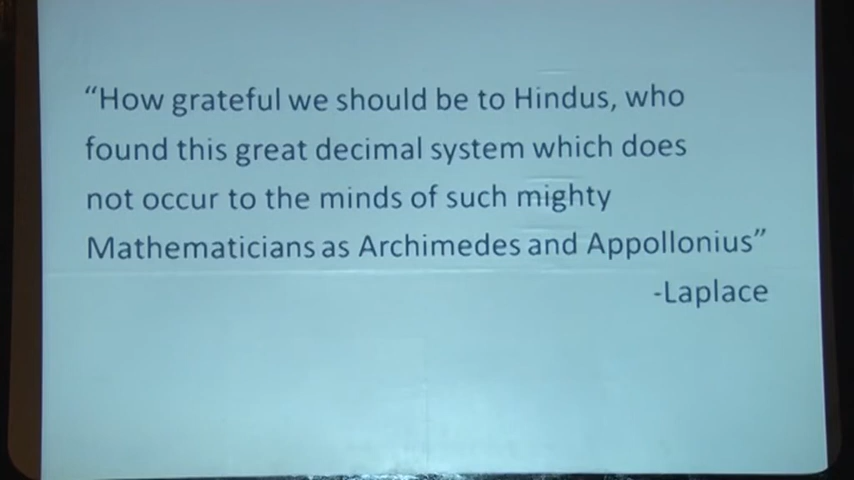 “How grateful we should be to Hindus, who
found this great decimal system which does
not occur to the minds of such mighty
Mathematicians as Archimedes and Appollonius”
-Laplace